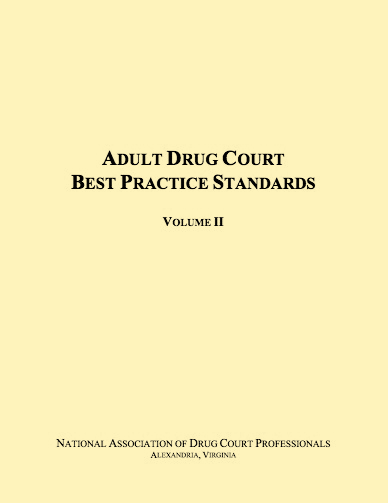 ADULT DRUG COURT
BEST PRACTICE STANDARDS
VOLUME II
NATIONAL ASSOCIATION OF DRUG COURT PROFESSIONALS
ALEXANDRIA, VIRGINIA